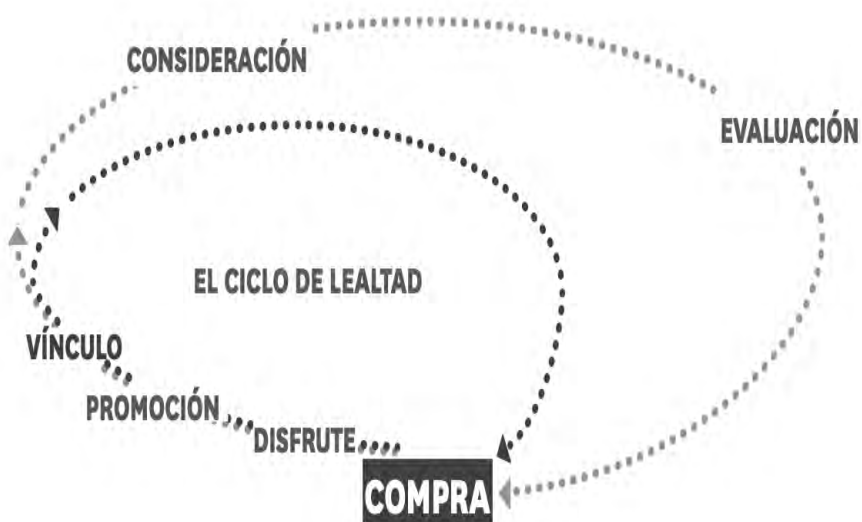 CONSIDERACIÓN
EVALUACIÓN
EL CICLO DE LEALTAD
VÍNCULO
PROMOCIÓN
DISFRUTE
COMPRA